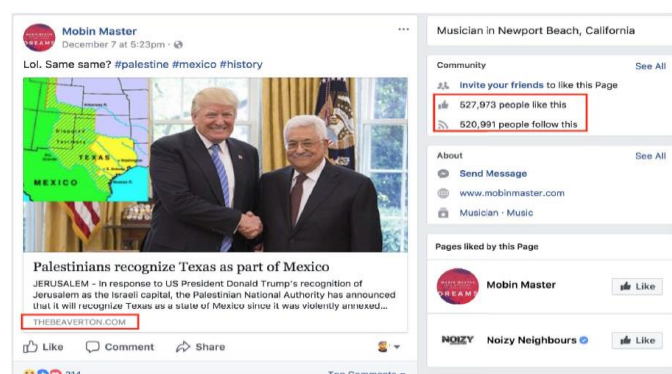 Mobin Master
December 7 at 5:23pm ·
Lol. Same same? #palestine #mexico #history
TEXAS
MEXICO
Palestinians recognize Texas as part of Mexico
JERUSALEM – In response to US President Donald Trump's recognition of
Jerusalem as the Israeli capital, the Palestinian National Authority has announced
that it will recognize Texas as a state of Mexico since it was violently annexed...
THEBEAVERTON.COM
Like
Comment
Share
214
Top Comments
Musician in Newport Beach, California
Community
See All
Invite your friends to like this Page
527,973 people like this
520,991 people follow this
About
See All
Send Message
www.mobinmaster.com
Musician · Music
Pages liked by this Page
DREAMS
Mobin Master
Like
NOIZY
Noizy Neighbours
Like